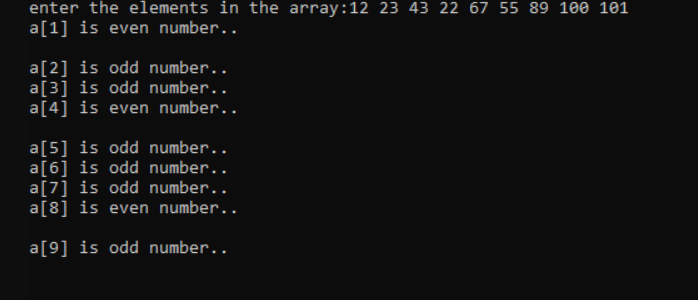 enter the elements in the array:12 23 43 22 67 55 89 100 101
a[1] is even number..
a[2] is odd number..
a[3] is odd number..
a[4] is even number..
a[5] is odd number..
a[6] is odd number..
a[7] is odd number..
a[8] is even number..
a[9] is odd number..